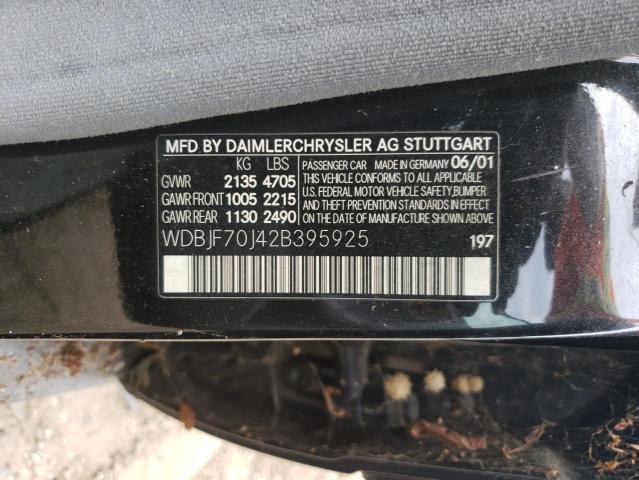 MFD BY DAIMLERCHRYSLER AG STUTTGART
KG LBS
GVWR 2135 4705
GAWR FRONT 1005 2215
GAWR REAR 1130 2490
PASSENGER CAR MADE IN GERMANY 06/01
THIS VEHICLE CONFORMS TO ALL APPLICABLE
U.S. FEDERAL MOTOR VEHICLE SAFETY, BUMPER
AND THEFT PREVENTION STANDARDS IN EFFECT
ON THE DATE OF MANUFACTURE SHOWN ABOVE.
WDBJF70J42B395925 197